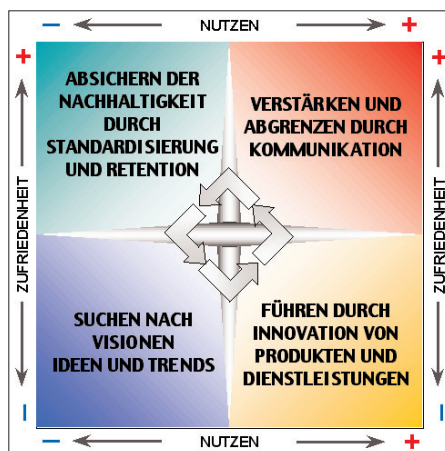 − NUTZEN +
+ +
ABSICHERN DER
NACHHALTIGKEIT
DURCH
STANDARDISIERUNG
UND RETENTION
VERSTÄRKEN UND
ABGRENZEN DURCH
KOMMUNIKATION
ZUFRIEDENHEIT
ZUFRIEDENHEIT
SUCHEN NACH
VISIONEN
IDEEN UND TRENDS
FÜHREN DURCH
INNOVATION VON
PRODUKTEN UND
DIENSTLEISTUNGEN
− −
− NUTZEN +